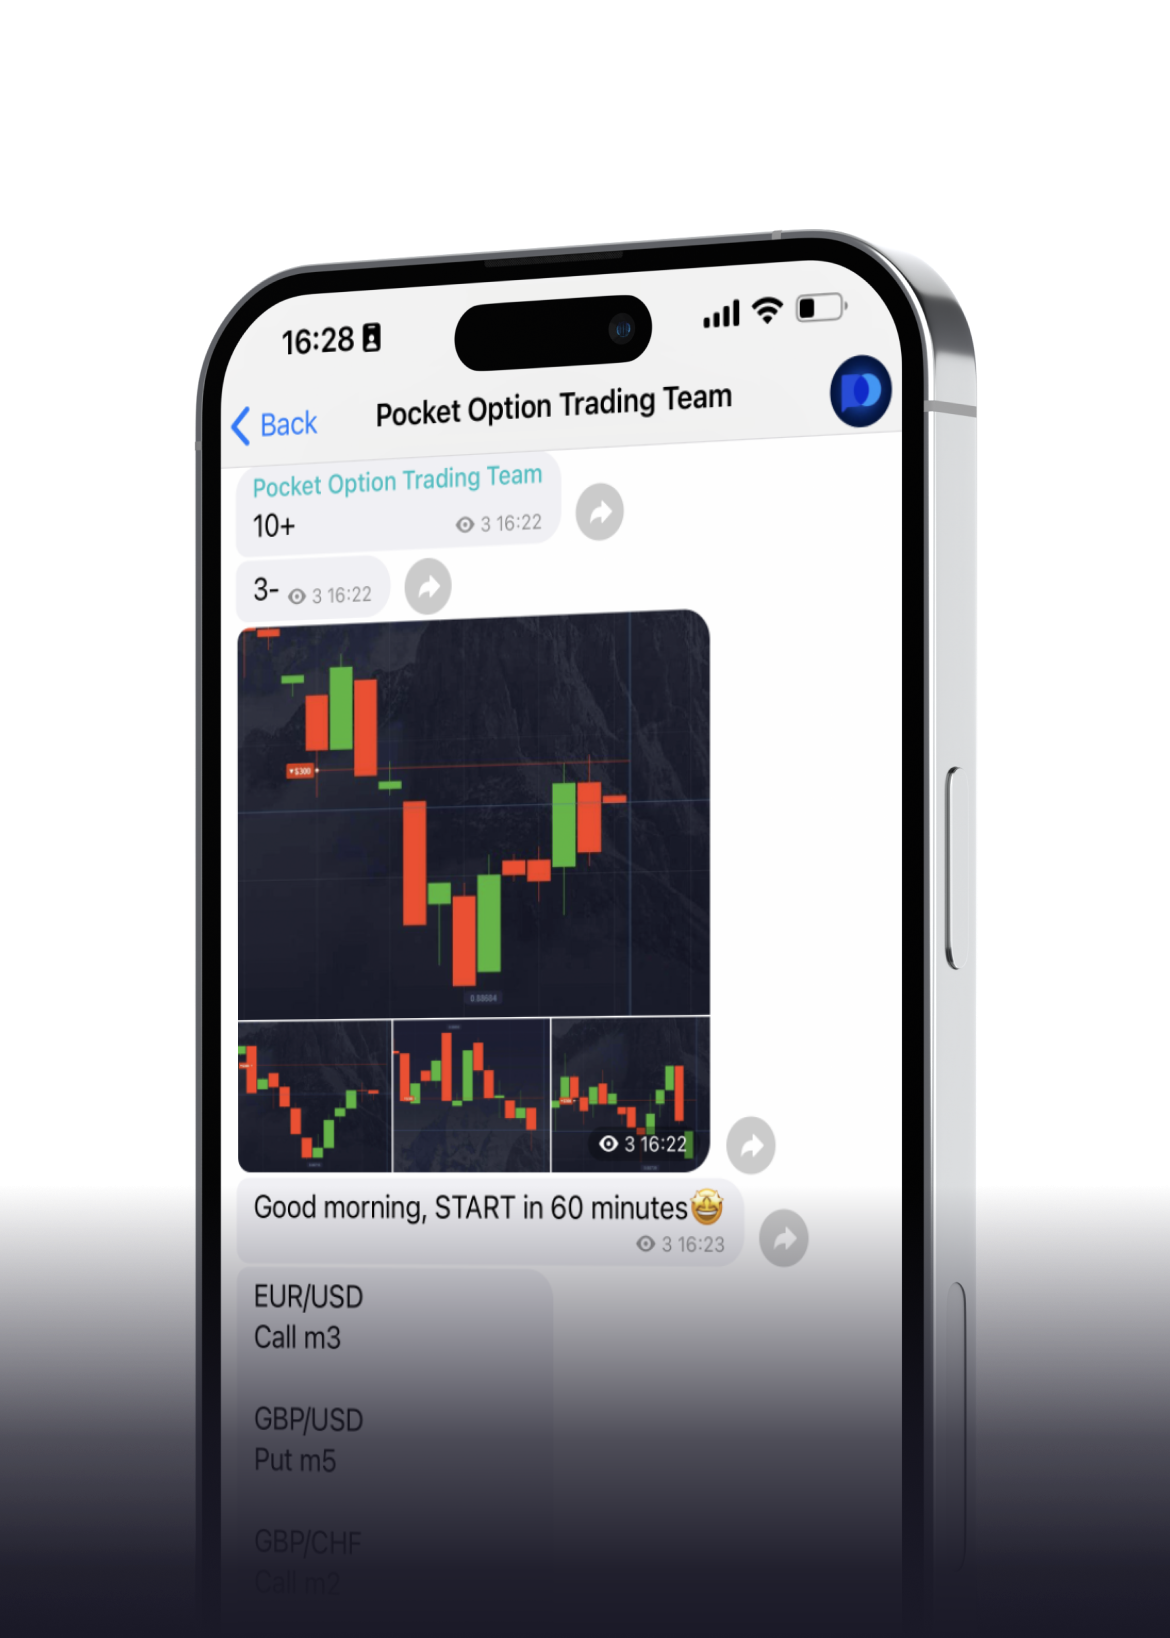 16:28
Back
Pocket Option Trading Team
Pocket Option Trading Team
10+
3 16:22
3-
3 16:22
$300
3 16:22
Good morning, START in 60 minutes🤩
3 16:23
EUR/USD
Call m3
GBP/USD
Put m5
GBP/CHF
Call m2